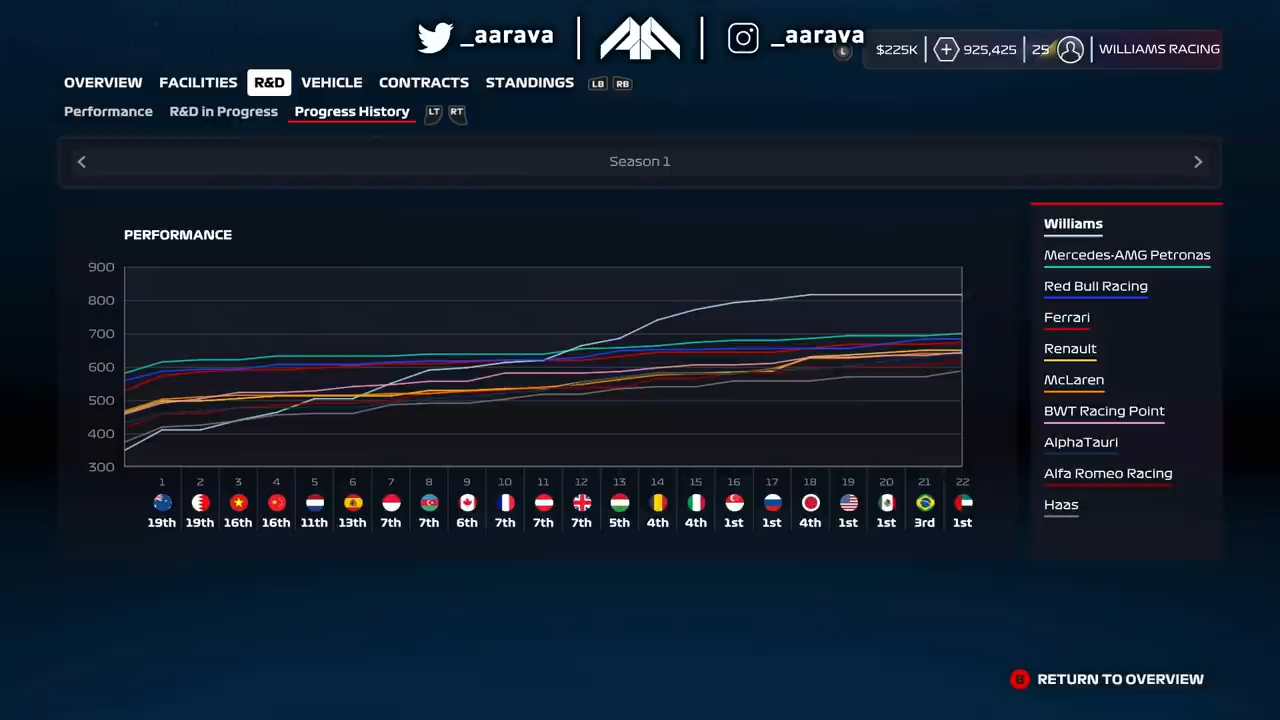 _aarava _aarava
L
$225K 925,425 25 WILLIAMS RACING
OVERVIEW FACILITIES R&D VEHICLE CONTRACTS STANDINGS LB RB
Performance R&D in Progress Progress History LT RT
Season 1
PERFORMANCE
900
800
700
600
500
400
300
1 2 3 4 5 6 7 8 9 10 11 12 13 14 15 16 17 18 19 20 21 22
19th 19th 16th 16th 11th 13th 7th 7th 6th 7th 7th 7th 5th 4th 4th 1st 1st 4th 1st 1st 3rd 1st
Williams
Mercedes-AMG Petronas
Red Bull Racing
Ferrari
Renault
McLaren
BWT Racing Point
AlphaTauri
Alfa Romeo Racing
Haas
B RETURN TO OVERVIEW